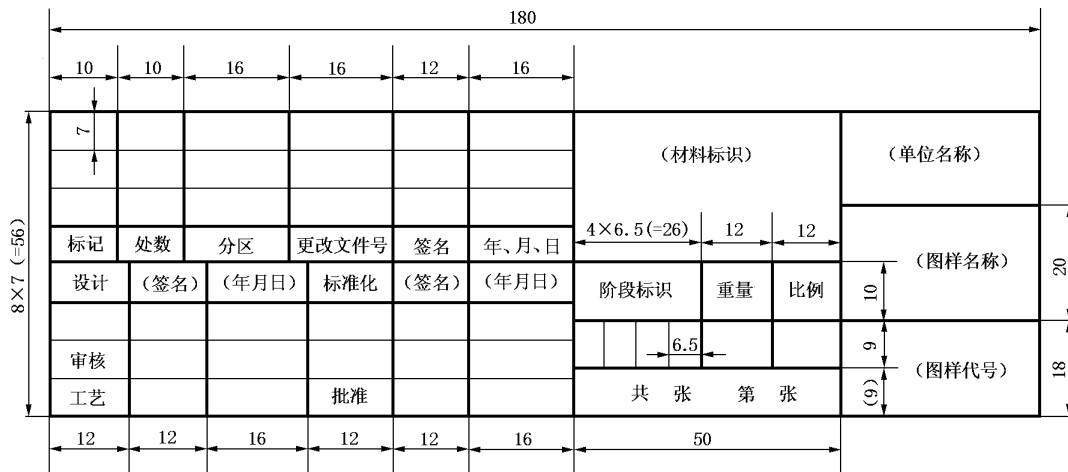 180
10 10 16 16 12 16
7
(材料标识) (单位名称)
4×6.5(=26) 12 12
标记 处数 分区 更改文件号 签名 年、月、日
8×7(=56)
设计 (签名) (年月日) 标准化 (签名) (年月日)
阶段标识 重量 比例
10
(图样名称)
20
6.5
9
审核
(图样代号)
18
工艺 批准
共 张 第 张
(9)
12 12 16 12 12 16 50